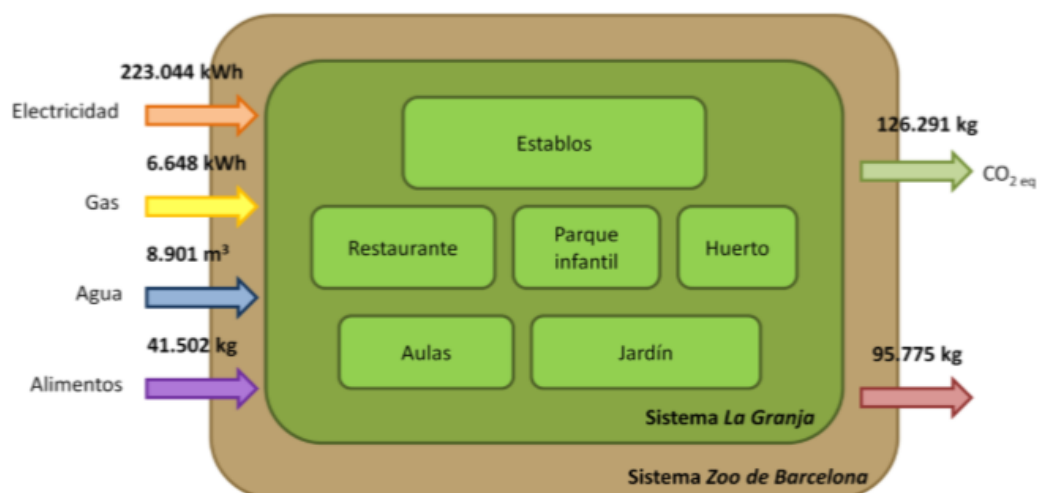 223.044 kWh
Electricidad
6.648 kWh
Gas
8.901 m³
Agua
41.502 kg
Alimentos
Establos
Restaurante
Parque
infantil
Huerto
Aulas
Jardín
Sistema La Granja
Sistema Zoo de Barcelona
126.291 kg
CO₂ eq
95.775 kg